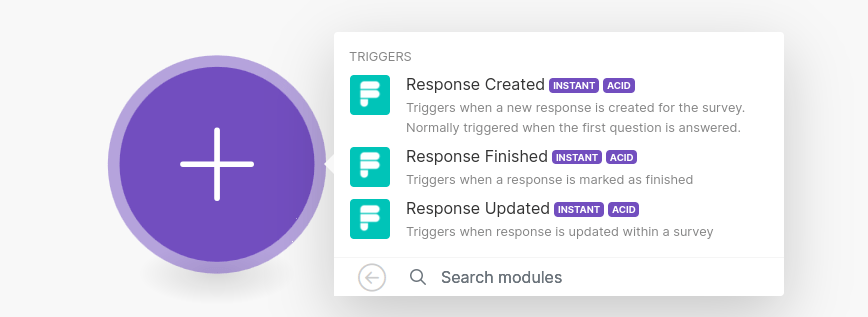 TRIGGERS
Response Created INSTANT ACID
Triggers when a new response is created for the survey.
Normally triggered when the first question is answered.
Response Finished INSTANT ACID
Triggers when a response is marked as finished
Response Updated INSTANT ACID
Triggers when response is updated within a survey
Search modules